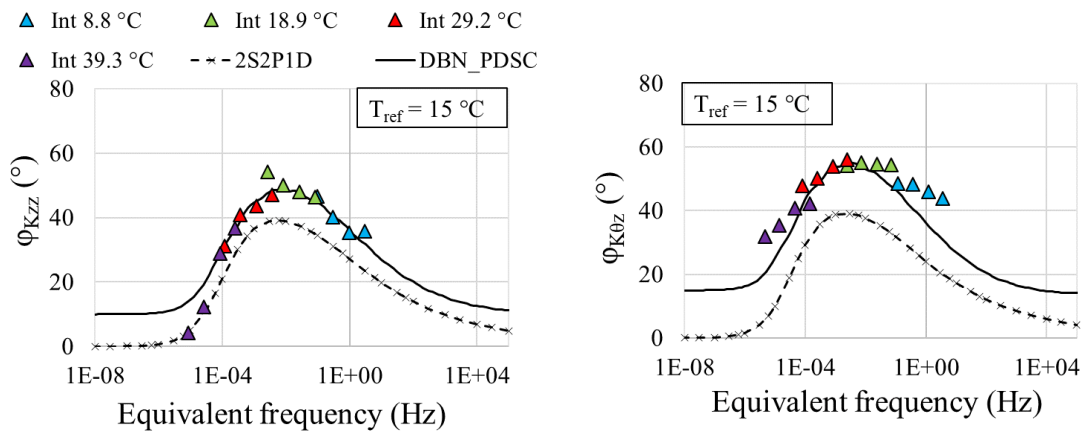 Int 8.8 °C
Int 18.9 °C
Int 29.2 °C
Int 39.3 °C
2S2P1D
DBN_PDSC
φKzz (°)
80
60
40
20
0
Tref = 15 °C
1E-08
1E-04
1E+00
1E+04
Equivalent frequency (Hz)
φKθz (°)
80
60
40
20
0
Tref = 15 °C
1E-08
1E-04
1E+00
1E+04
Equivalent frequency (Hz)